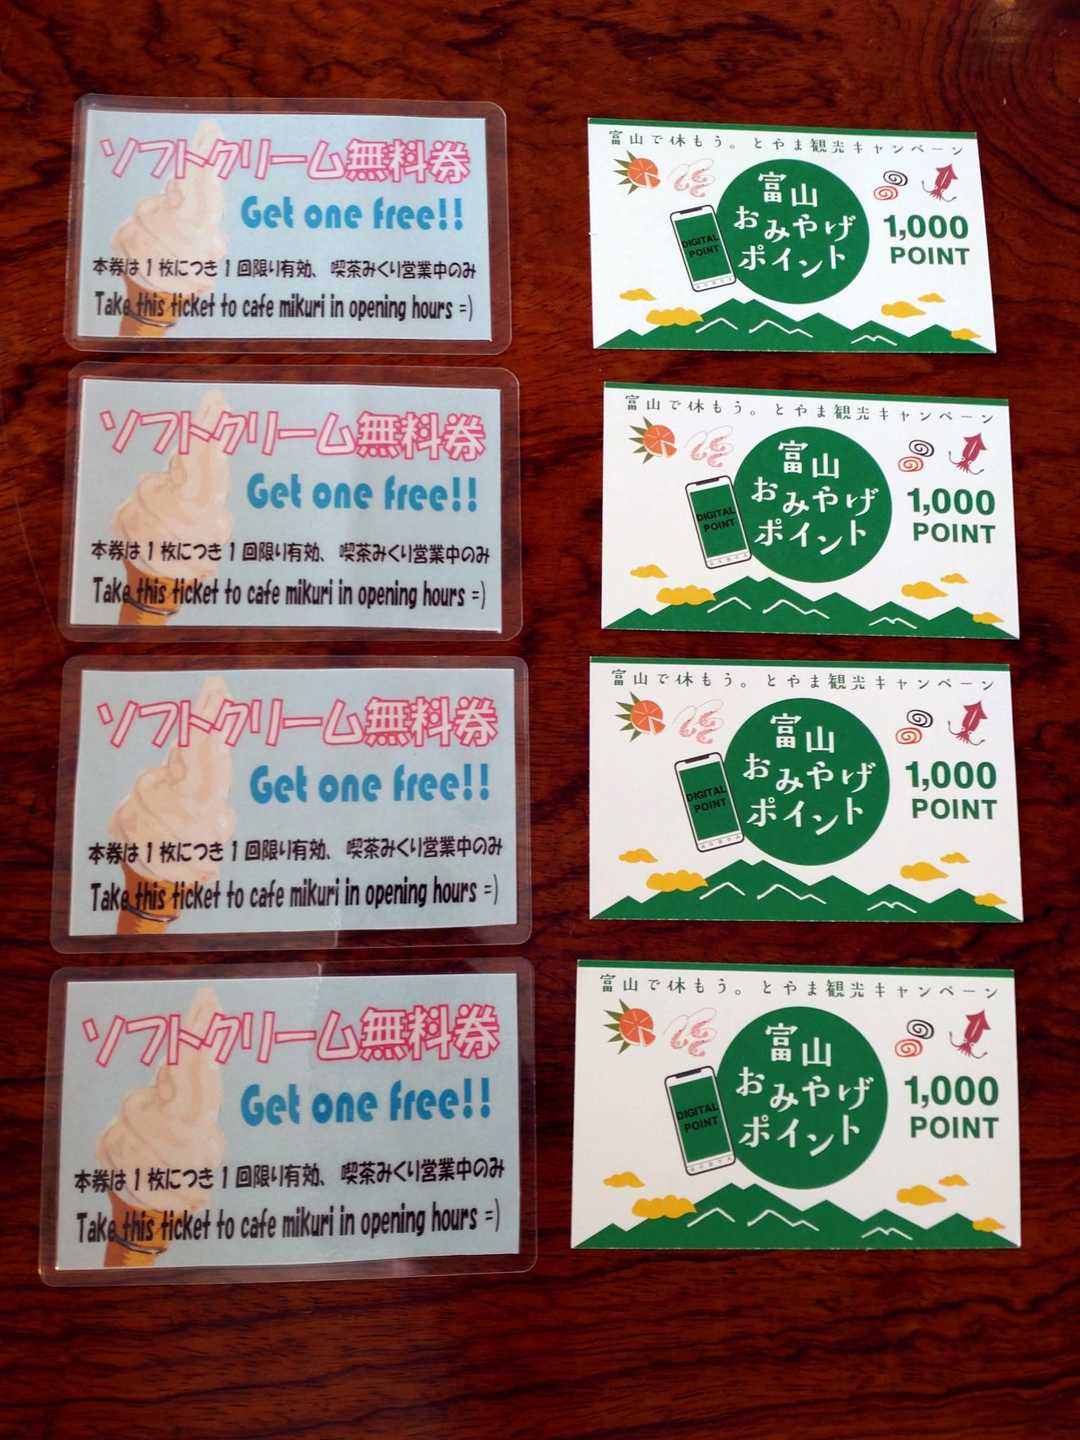 ソフトクリーム無料券
Get one free!!
本券は1枚につき1回限り有効、喫茶みくり営業中のみ
Take this ticket to cafe mikuri in opening hours =)
富山で休もう。とやま観光キャンペーン
富山
おみやげ
ポイント
DIGITAL
POINT
1,000
POINT
ソフトクリーム無料券
Get one free!!
本券は1枚につき1回限り有効、喫茶みくり営業中のみ
Take this ticket to cafe mikuri in opening hours =)
富山で休もう。とやま観光キャンペーン
富山
おみやげ
ポイント
DIGITAL
POINT
1,000
POINT
ソフトクリーム無料券
Get one free!!
本券は1枚につき1回限り有効、喫茶みくり営業中のみ
Take this ticket to cafe mikuri in opening hours =)
富山で休もう。とやま観光キャンペーン
富山
おみやげ
ポイント
DIGITAL
POINT
1,000
POINT
ソフトクリーム無料券
Get one free!!
本券は1枚につき1回限り有効、喫茶みくり営業中のみ
Take this ticket to cafe mikuri in opening hours =)
富山で休もう。とやま観光キャンペーン
富山
おみやげ
ポイント
DIGITAL
POINT
1,000
POINT